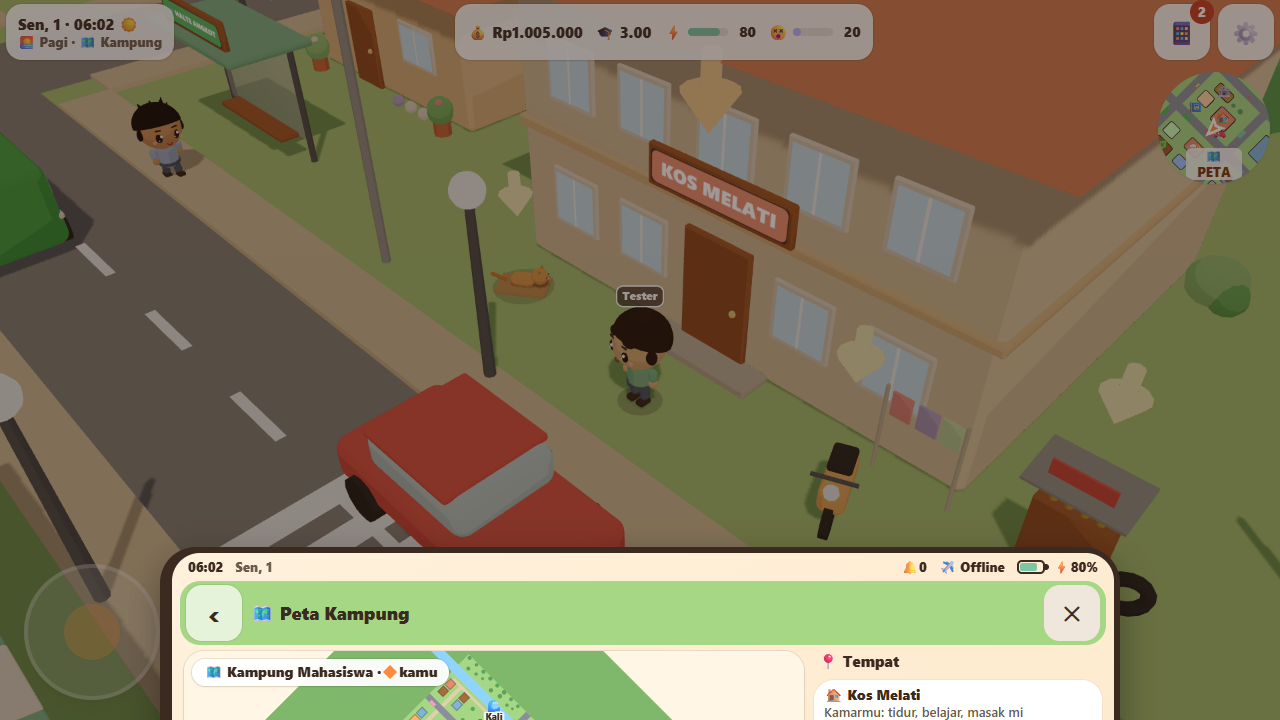 Sen, 1 · 06:02
Pagi · Kampung
Rp1.005.000
3.00
80
20
2
HALTE ANGKOT
PETA
KOS MELATI
Tester
06:02 Sen, 1
0 Offline 80%
‹ Peta Kampung ×
Kampung Mahasiswa · kamu
Kali
Tempat
Kos Melati
Kamarmu: tidur, belajar, masak mi